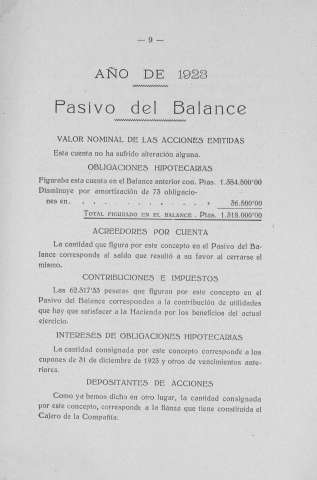 — 9 —
AÑO DE 1923
Pasivo del Balance
VALOR NOMINAL DE LAS ACCIONES EMITIDAS
Esta cuenta no ha sufrido alteración alguna.
OBLIGACIONES HIPOTECARIAS
Figuraba esta cuenta en el Balance anterior con. Ptas. 1.354.500'00
Disminuye por amortización de 73 obligacio-
nes en. . . . . . . . . . 36.500'00
TOTAL FIGURADO EN EL BALANCE . Ptas. 1.318.000'00
ACREEDORES POR CUENTA
La cantidad que figura por este concepto en el Pasivo del Ba-
lance corresponde al saldo que resultó a su favor al cerrarse el
mismo.
CONTRIBUCIONES E IMPUESTOS
Las 62.517'35 pesetas que figuran por este concepto en el
Pasivo del Balance corresponden a la contribución de utilidades
que hay que satisfacer a la Hacienda por los beneficios del actual
ejercicio.
INTERESES DE OBLIGACIONES HIPOTECARIAS
La cantidad consignada por este concepto corresponde a los
cupones de 31 de diciembre de 1923 y otros de vencimientos ante-
riores.
DEPOSITANTES DE ACCIONES
Como ya hemos dicho en otro lugar, la cantidad consignada
por este concepto, corresponde a la fianza que tiene constituída el
Cajero de la Compañía.